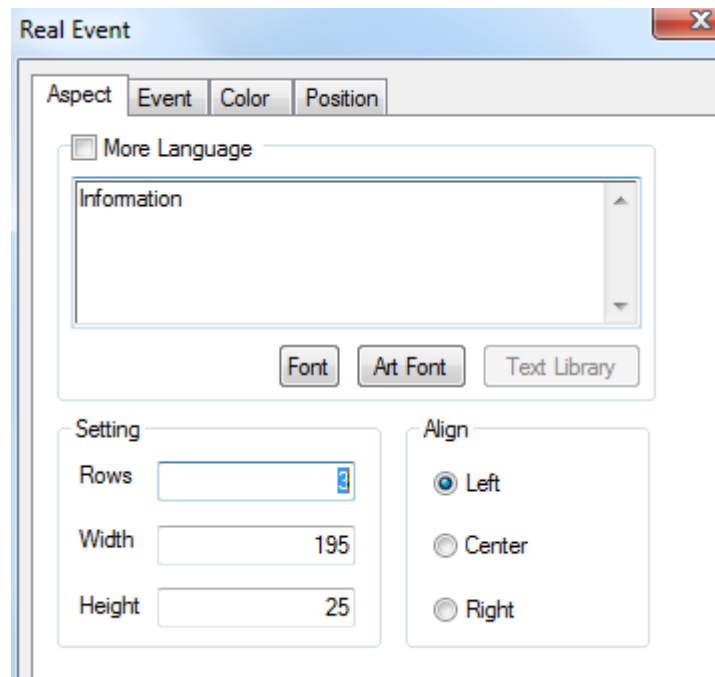 Real Event
Aspect Event Color Position
More Language
Information
Font Art Font Text Library
Setting
Rows 3
Width 195
Height 25
Align
Left
Center
Right